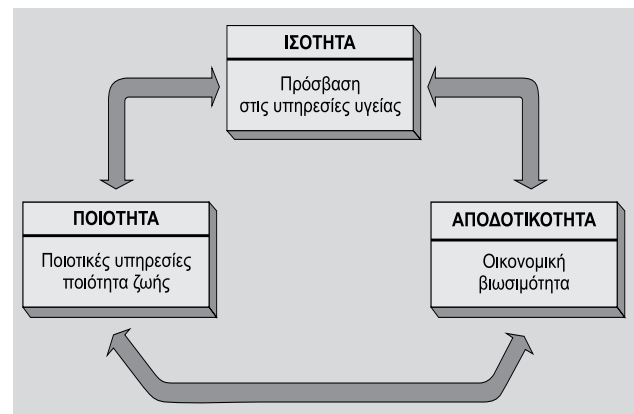 ΙΣΟΤΗΤΑ
Πρόσβαση
στις υπηρεσίες υγείας
ΠΟΙΟΤΗΤΑ
Ποιοτικές υπηρεσίες
ποιότητα ζωής
ΑΠΟΔΟΤΙΚΟΤΗΤΑ
Οικονομική
βιωσιμότητα